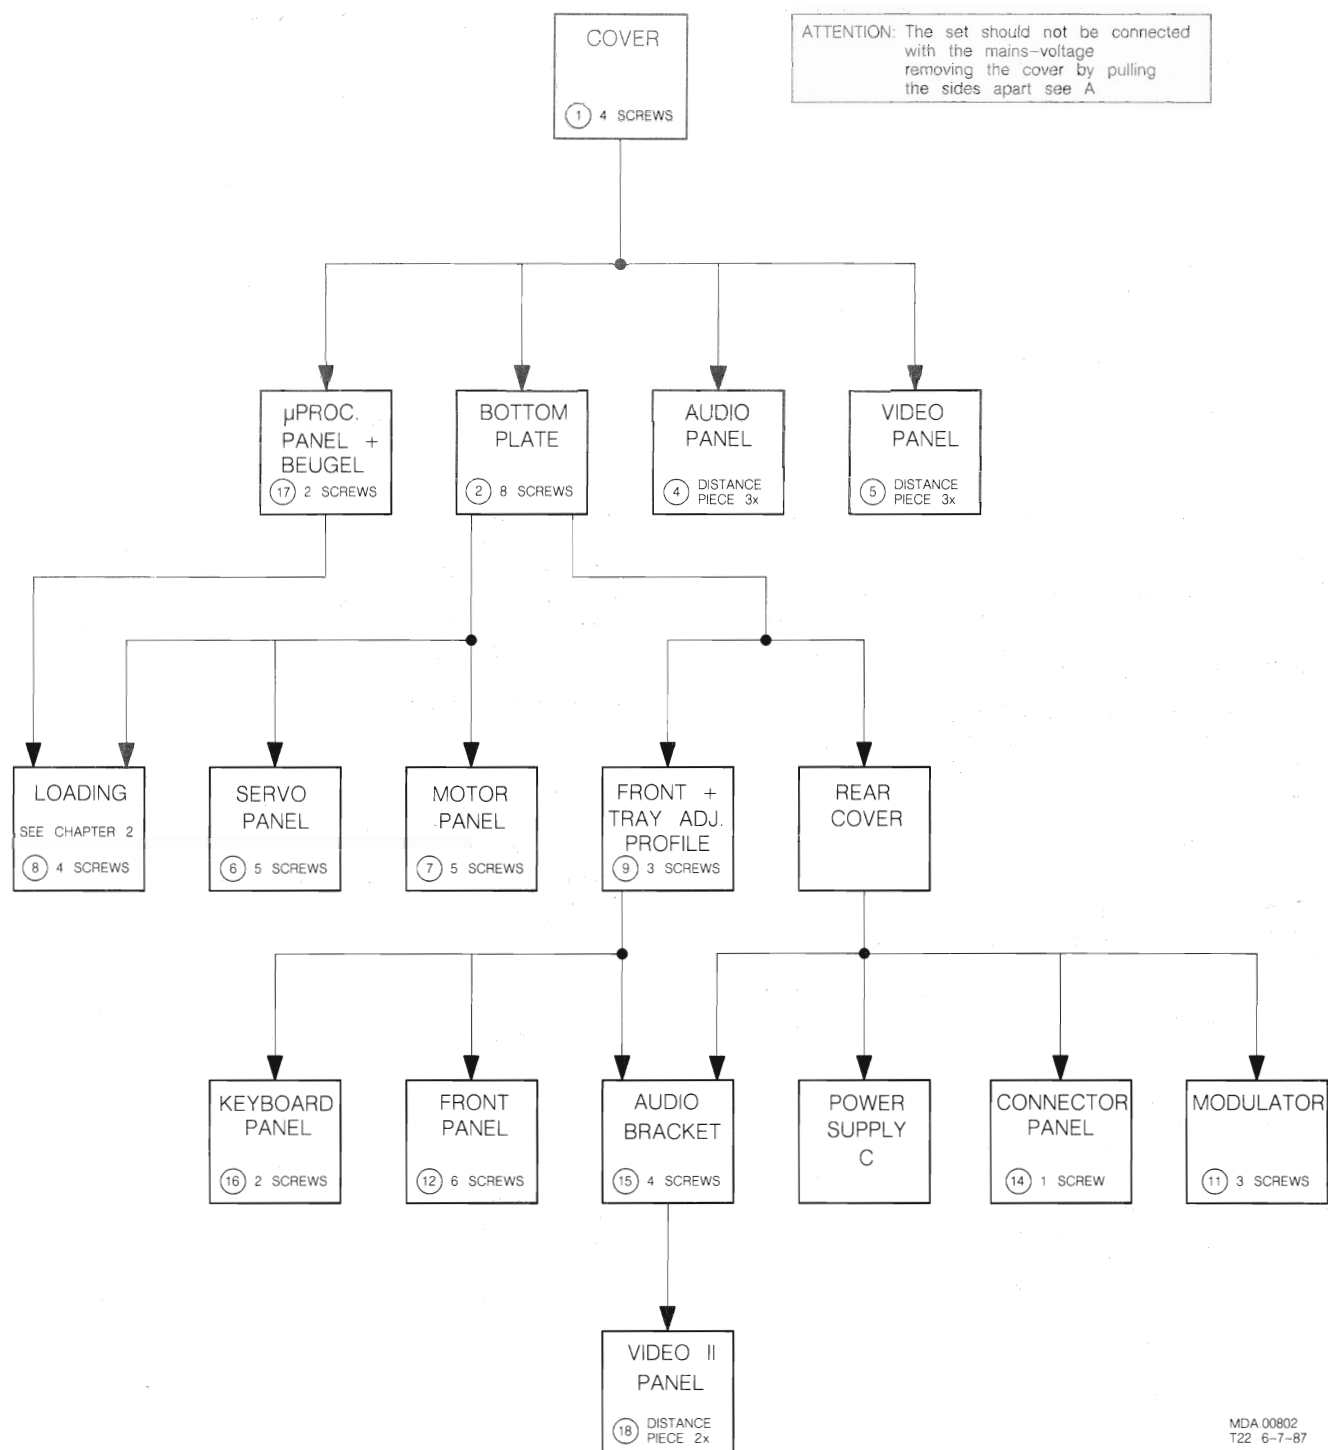 COVER
1 4 SCREWS
ATTENTION: The set should not be connected
with the mains-voltage
removing the cover by pulling
the sides apart see A
µPROC.
PANEL +
BEUGEL
17 2 SCREWS
BOTTOM
PLATE
2 8 SCREWS
AUDIO
PANEL
4 DISTANCE
PIECE 3x
VIDEO
PANEL
5 DISTANCE
PIECE 3x
LOADING
SEE CHAPTER 2
8 4 SCREWS
SERVO
PANEL
6 5 SCREWS
MOTOR
PANEL
7 5 SCREWS
FRONT +
TRAY ADJ.
PROFILE
9 3 SCREWS
REAR
COVER
KEYBOARD
PANEL
16 2 SCREWS
FRONT
PANEL
12 6 SCREWS
AUDIO
BRACKET
15 4 SCREWS
POWER
SUPPLY
C
CONNECTOR
PANEL
14 1 SCREW
MODULATOR
11 3 SCREWS
VIDEO II
PANEL
18 DISTANCE
PIECE 2x
MDA 00802
T22 6-7-87